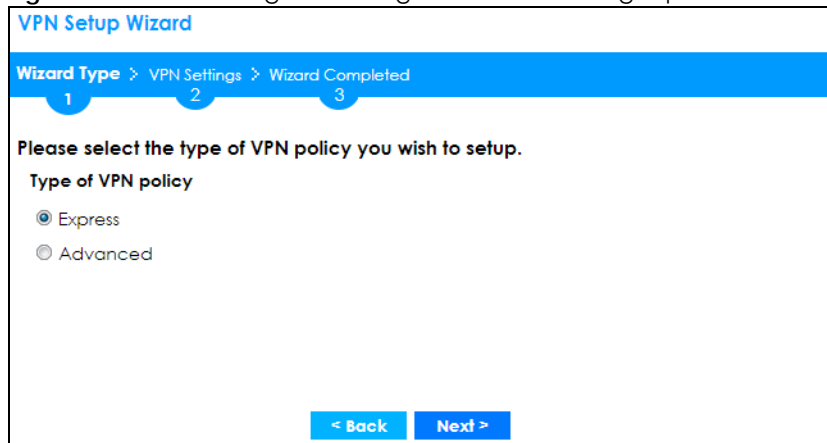 VPN Setup Wizard
Wizard Type > VPN Settings > Wizard Completed
1 2 3
Please select the type of VPN policy you wish to setup.
Type of VPN policy
Express
Advanced
< Back Next >